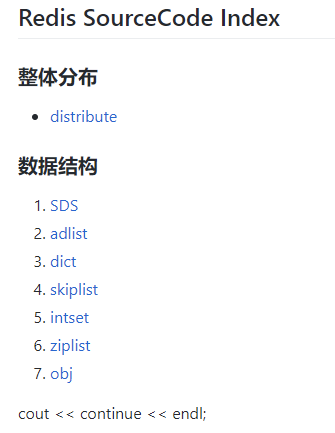 Redis SourceCode Index
整体分布
• distribute
数据结构
1. SDS
2. adlist
3. dict
4. skiplist
5. intset
6. ziplist
7. obj
cout << continue << endl;